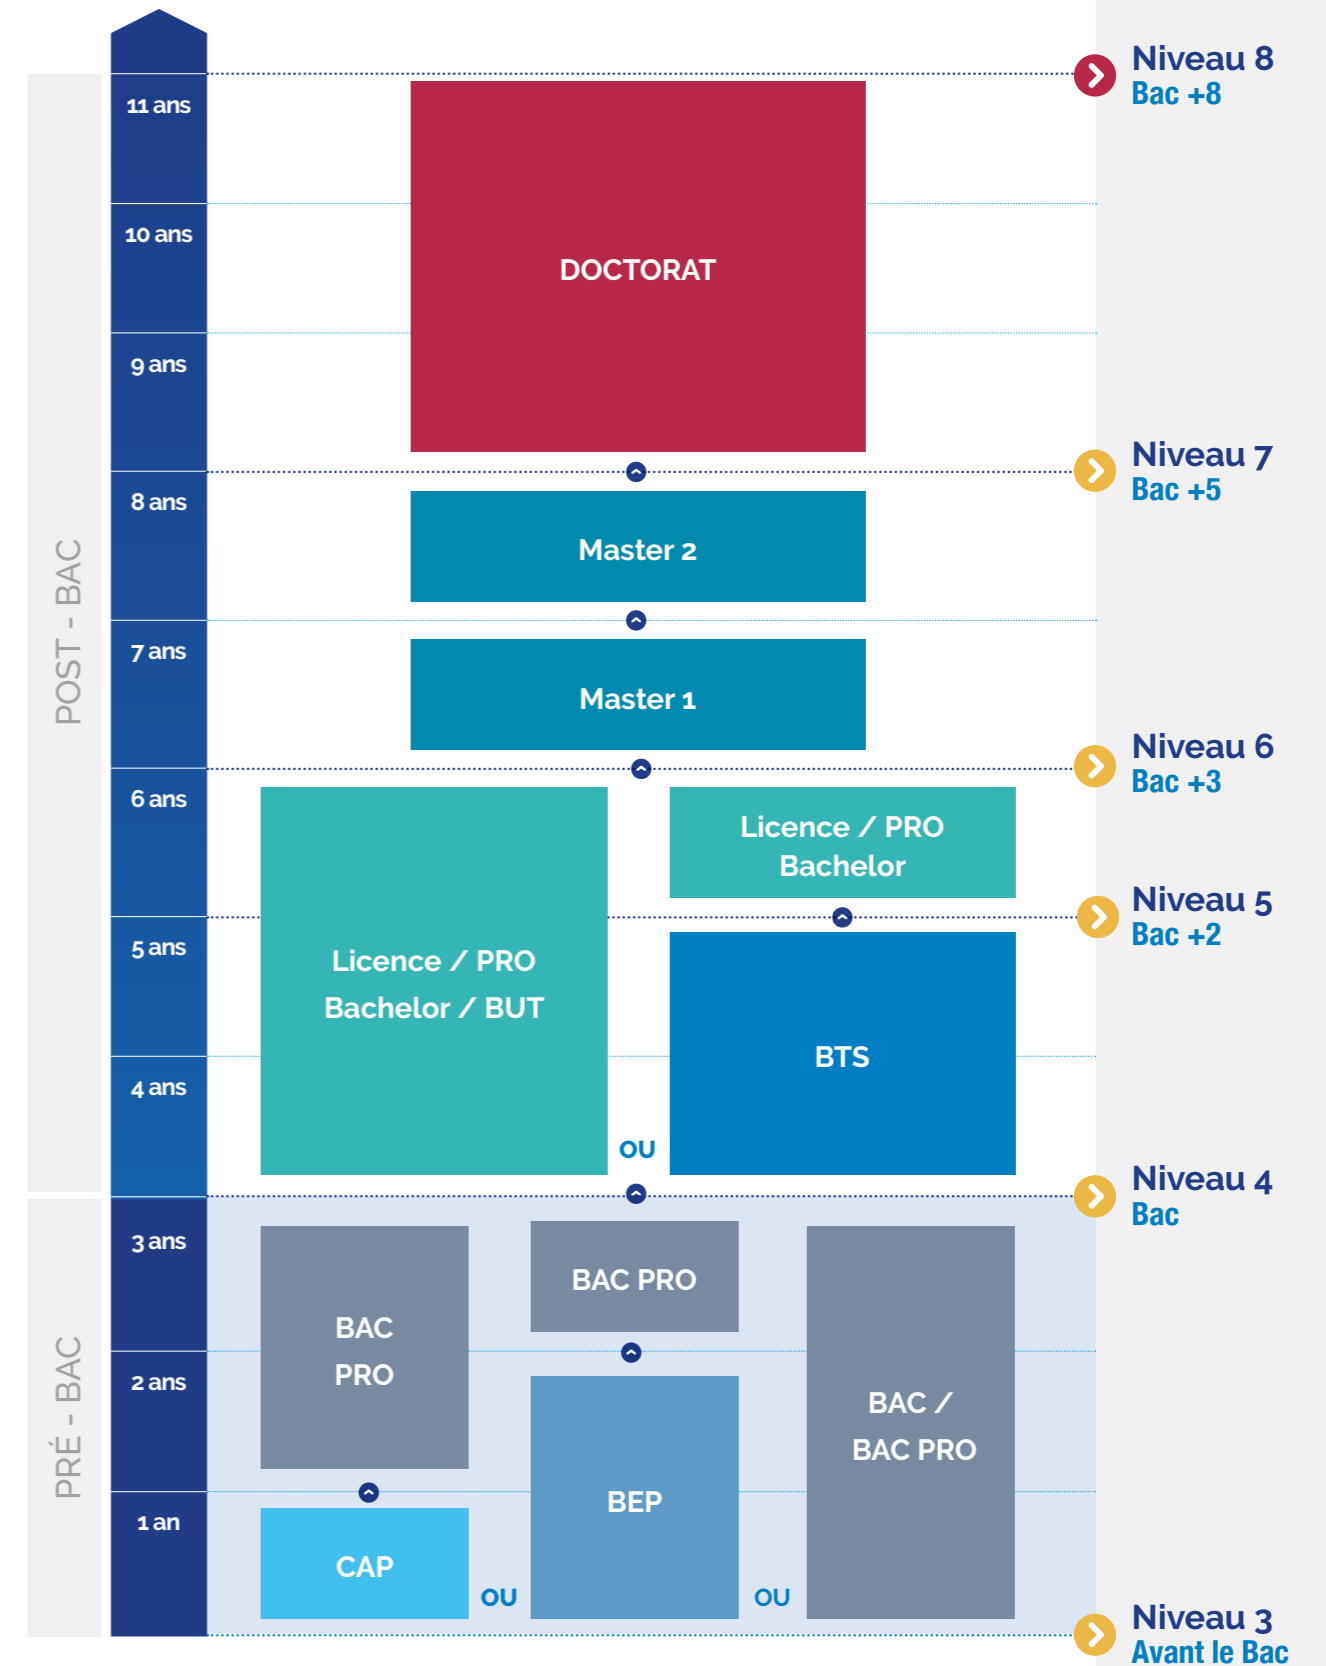 Niveau 8
Bac +8
11 ans
10 ans
DOCTORAT
9 ans
Niveau 7
Bac +5
8 ans
Master 2
POST - BAC
7 ans
Master 1
Niveau 6
Bac +3
6 ans
Licence / PRO
Bachelor
Niveau 5
Bac +2
5 ans
Licence / PRO
Bachelor / BUT
BTS
4 ans
OU
Niveau 4
Bac
3 ans
BAC PRO
BAC
PRO
2 ans
PRÉ - BAC
BAC /
BAC PRO
BEP
1 an
CAP
OU
OU
Niveau 3
Avant le Bac